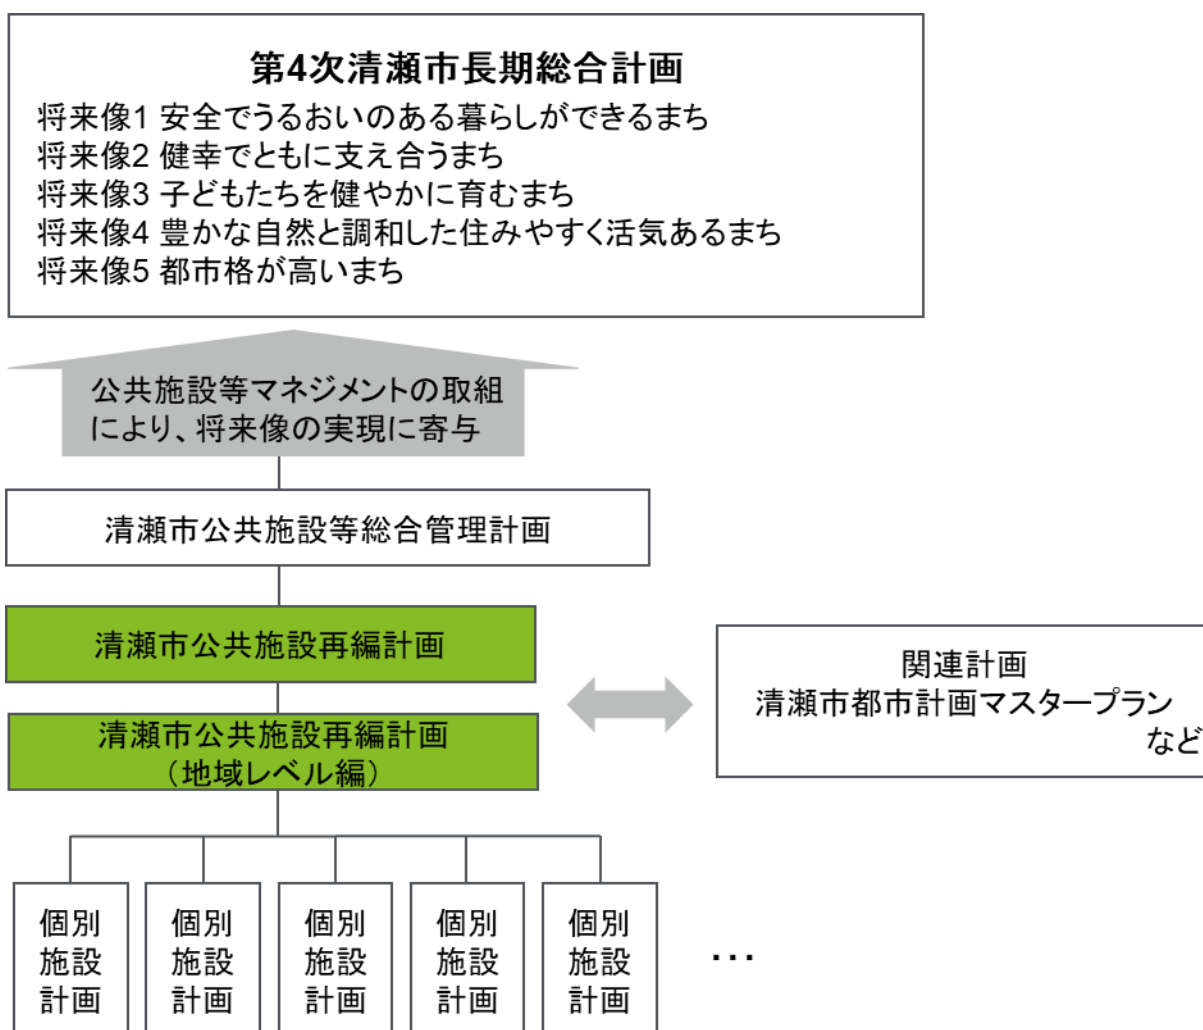 第4次清瀬市長期総合計画
将来像1 安全でうるおいのある暮らしができるまち
将来像2 健幸でともに支え合うまち
将来像3 子どもたちを健やかに育むまち
将来像4 豊かな自然と調和した住みやすく活気あるまち
将来像5 都市格が高いまち
公共施設等マネジメントの取組
により、将来像の実現に寄与
清瀬市公共施設等総合管理計画
清瀬市公共施設再編計画
清瀬市公共施設再編計画
（地域レベル編）
関連計画
清瀬市都市計画マスタープラン
など
個別
施設
計画
個別
施設
計画
個別
施設
計画
個別
施設
計画
個別
施設
計画
…